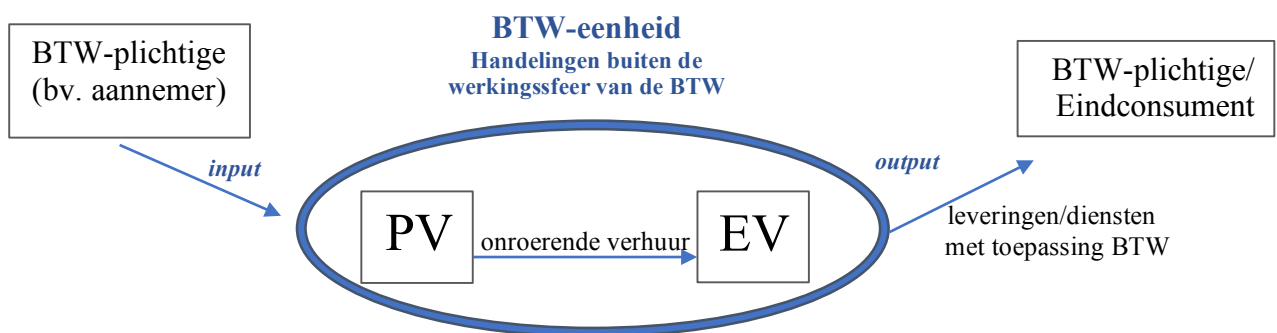 BTW-eenheid
Handelingen buiten de
werkingssfeer van de BTW
BTW-plichtige
(bv. aannemer)
BTW-plichtige/
Eindconsument
input
output
PV
onroerende verhuur
EV
leveringen/diensten
met toepassing BTW